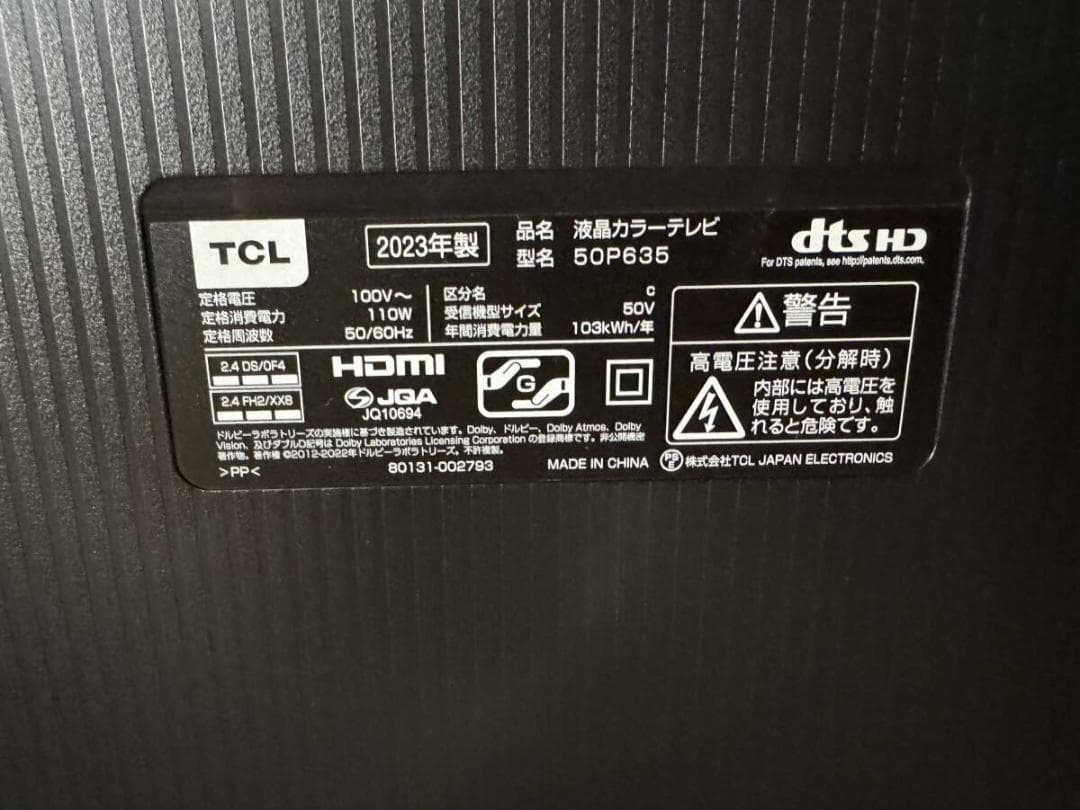 TCL
2023年製
品名 液晶カラーテレビ
型名 50P635
dts HD
For DTS patents, see http://patents.dts.com.
定格電圧 100V～
定格消費電力 110W
定格周波数 50/60Hz
区分名 c
受信機型サイズ 50V
年間消費電力量 103kWh/年
2.4 DS/0F4
2.4 FH2/XX8
HDMI
JQA
JQ10694
G
警告
高電圧注意(分解時)
内部には高電圧を
使用しており、触
れると危険です。
ドルビーラボラトリーズの実施権に基づき製造されています。Dolby、ドルビー、Dolby Atmos、Dolby
Vision、及びダブルD記号は Dolby Laboratories Licensing Corporation の登録商標です。非公開機密
著作物。著作権 ©2012-2022年ドルビーラボラトリーズ。不許複製。
>PP<
80131-002793
MADE IN CHINA
PSE 株式会社TCL JAPAN ELECTRONICS